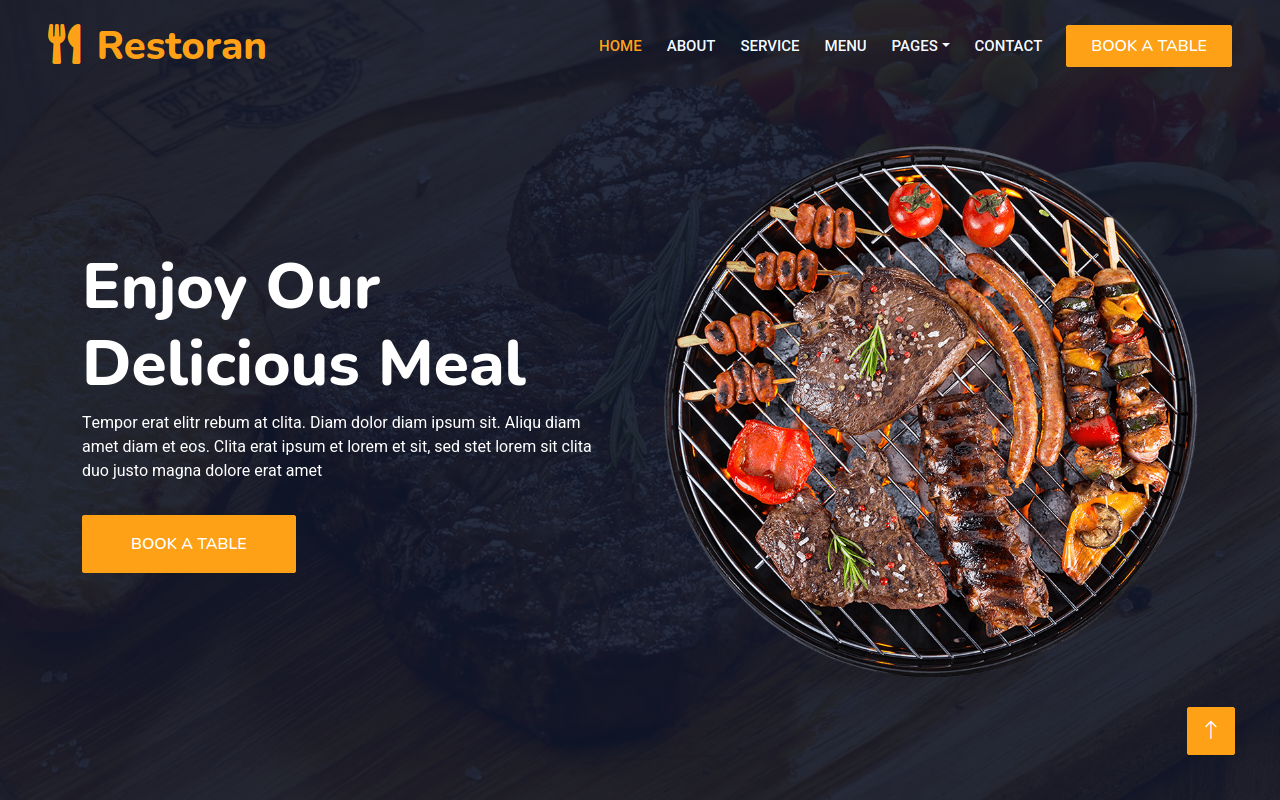 Restoran
HOME ABOUT SERVICE MENU PAGES CONTACT BOOK A TABLE
Enjoy Our
Delicious Meal
Tempor erat elitr rebum at clita. Diam dolor diam ipsum sit. Aliqu diam
amet diam et eos. Clita erat ipsum et lorem et sit, sed stet lorem sit clita
duo justo magna dolore erat amet
BOOK A TABLE